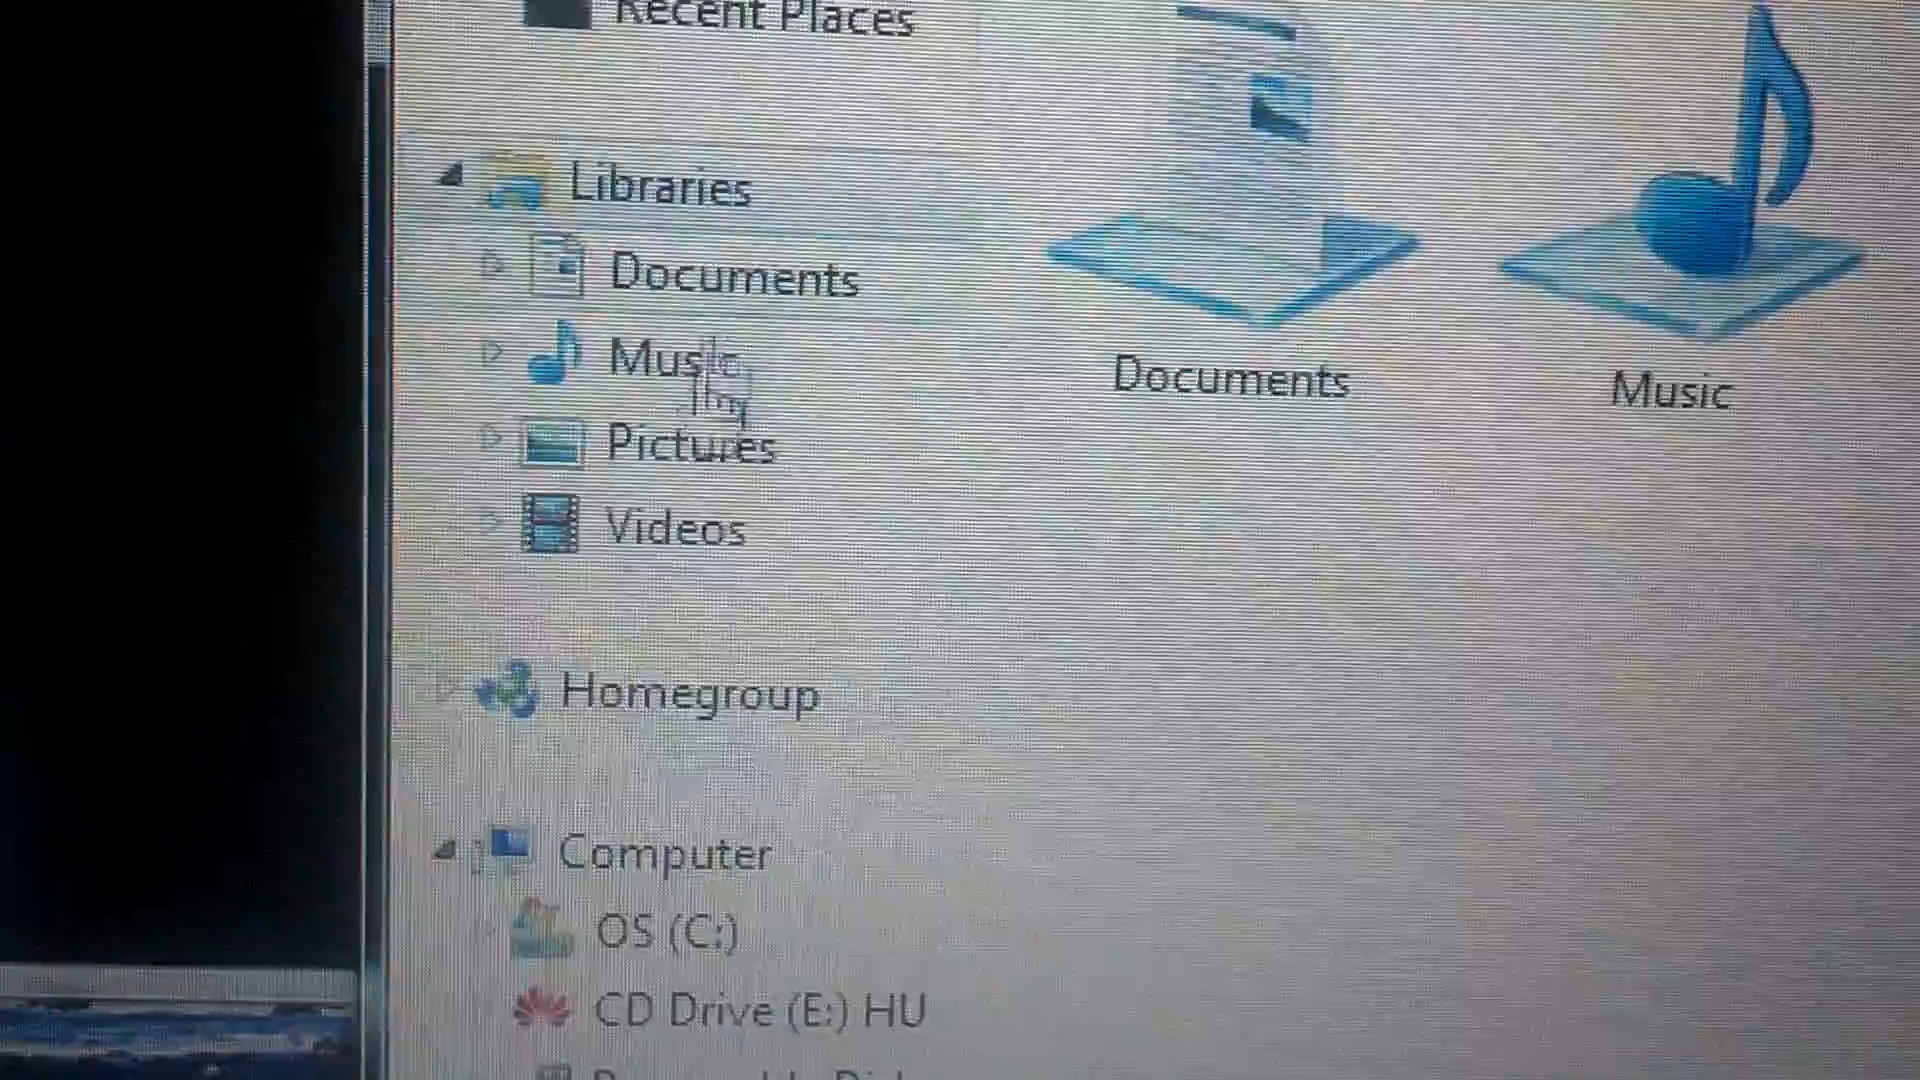 Recent Places
Libraries
Documents
Music
Pictures
Videos
Homegroup
Computer
OS (C:)
CD Drive (E:) HU
Documents
Music